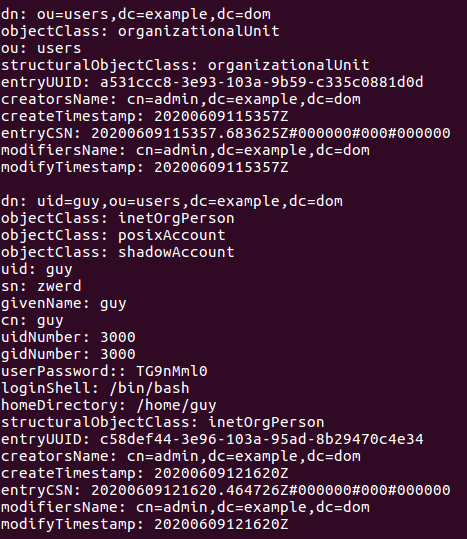 dn: ou=users,dc=example,dc=dom
objectClass: organizationalUnit
ou: users
structuralObjectClass: organizationalUnit
entryUUID: a531ccc8-3e93-103a-9b59-c335c0881d0d
creatorsName: cn=admin,dc=example,dc=dom
createTimestamp: 20200609115357Z
entryCSN: 20200609115357.683625Z#000000#000#000000
modifiersName: cn=admin,dc=example,dc=dom
modifyTimestamp: 20200609115357Z

dn: uid=guy,ou=users,dc=example,dc=dom
objectClass: inetOrgPerson
objectClass: posixAccount
objectClass: shadowAccount
uid: guy
sn: zwerd
givenName: guy
cn: guy
uidNumber: 3000
gidNumber: 3000
userPassword:: TG9nMml0
loginShell: /bin/bash
homeDirectory: /home/guy
structuralObjectClass: inetOrgPerson
entryUUID: c58def44-3e96-103a-95ad-8b29470c4e34
creatorsName: cn=admin,dc=example,dc=dom
createTimestamp: 20200609121620Z
entryCSN: 20200609121620.464726Z#000000#000#000000
modifiersName: cn=admin,dc=example,dc=dom
modifyTimestamp: 20200609121620Z